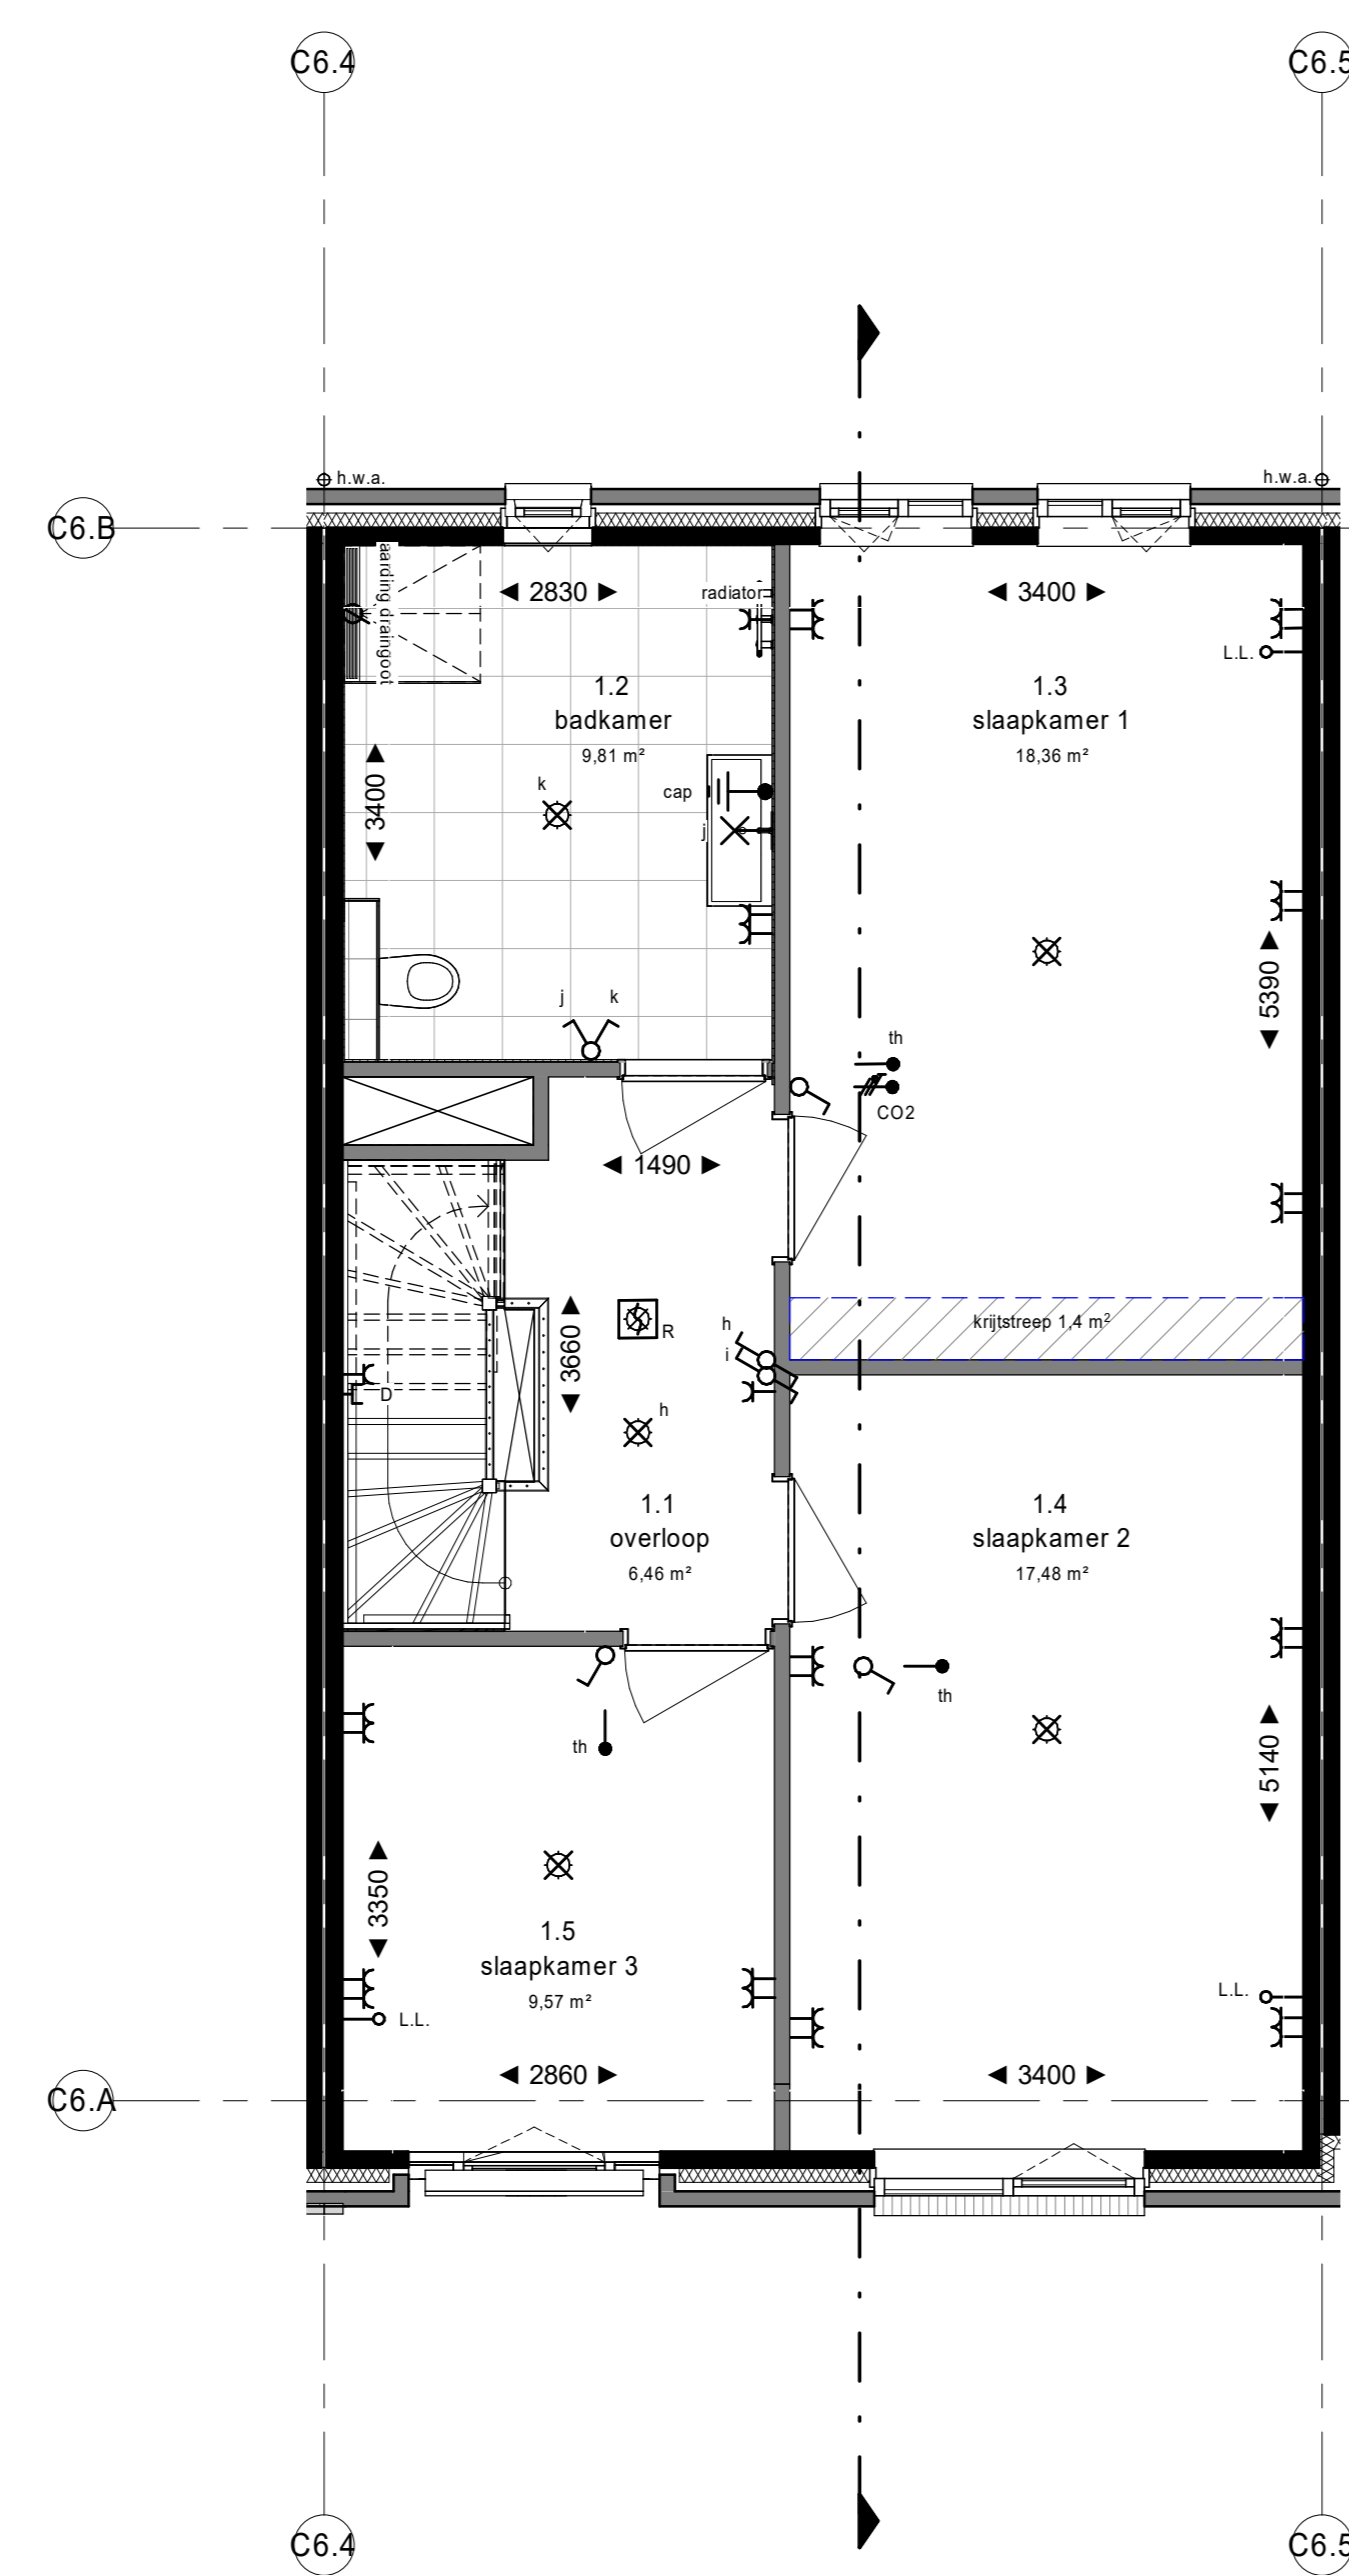 C6.4
C6.5
h.w.a.
h.w.a.
C6.B
aarding draingoot
2830
radiator
3400
L.L.
1.2
badkamer
9,81 m²
1.3
slaapkamer 1
18,36 m²
3400
k
cap
j
5390
j
k
th
CO2
1490
3660
R
h
i
krijtstreep 1,4 m²
D
h
1.1
overloop
6,46 m²
1.4
slaapkamer 2
17,48 m²
th
th
5140
3350
1.5
slaapkamer 3
9,57 m²
L.L.
L.L.
2860
3400
C6.A
C6.4
C6.5